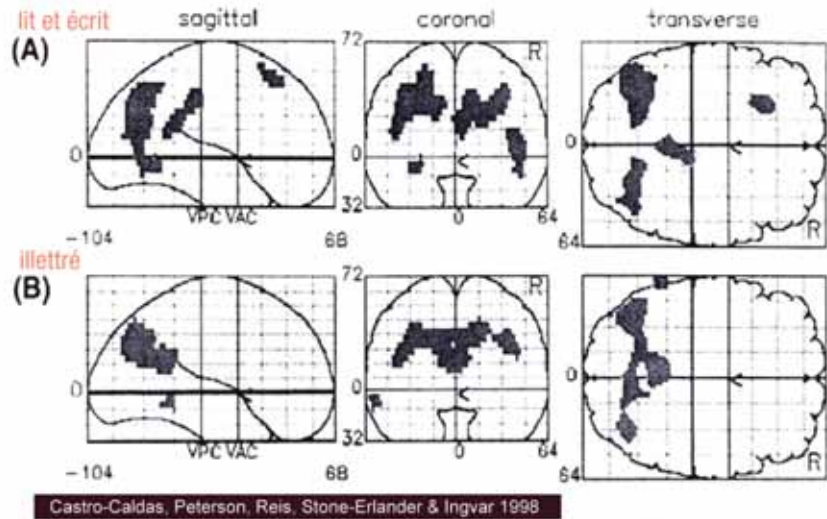 lit et écrit
sagittal coronal transverse
(A)
72
R
0
0
VPC VAC
32
0
64
R
-104
68
64
illettré
(B)
72
R
0
0
0
VPC VAC
32
0
64
R
-104
68
64
Castro-Caldas, Peterson, Reis, Stone-Erlander & Ingvar 1998